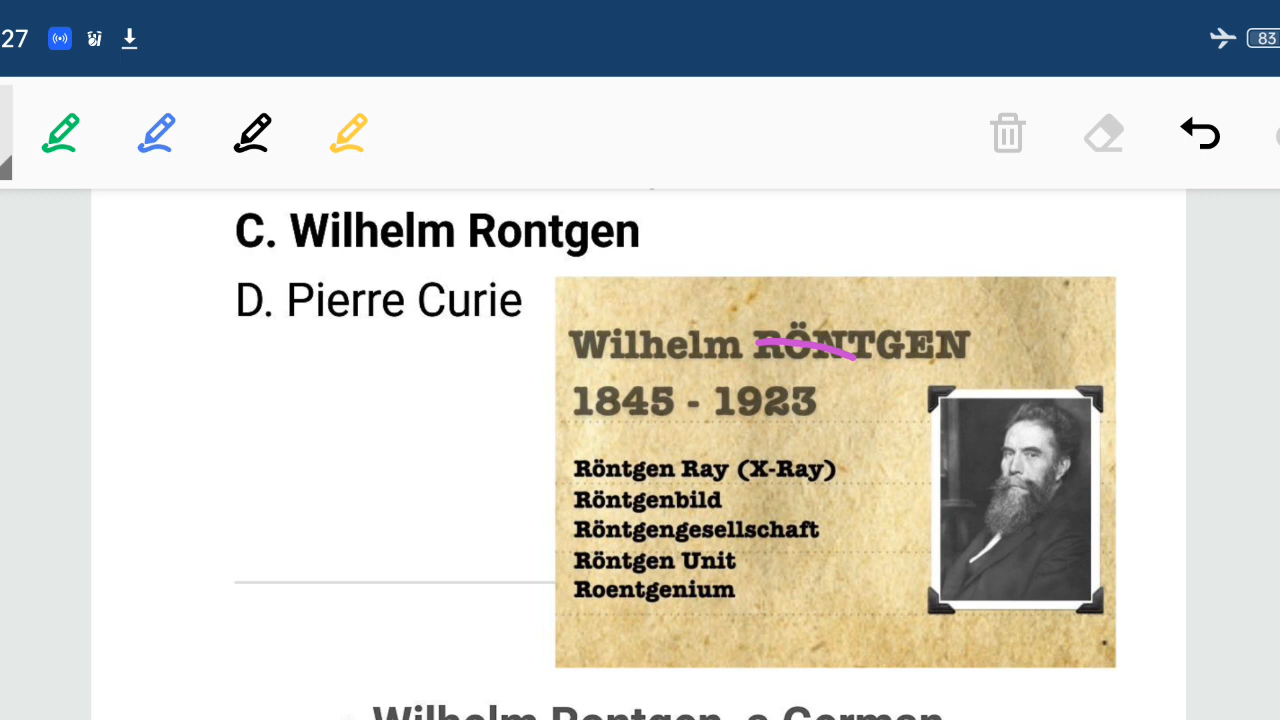 27
83
C. Wilhelm Rontgen
D. Pierre Curie
Wilhelm RÖNTGEN
1845 - 1923
Röntgen Ray (X-Ray)
Röntgenbild
Röntgengesellschaft
Röntgen Unit
Roentgenium
Wilhelm Rontgen, a German